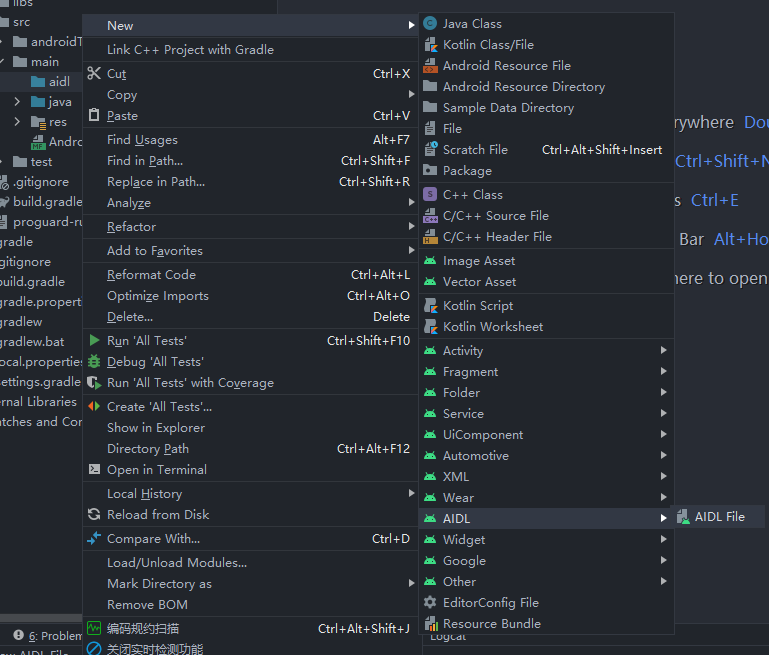 libs
src
androidT
main
aidl
java
res
Andro
test
.gitignore
build.gradle
proguard-ru
gradle
gitignore
build.gradle
gradle.propert
gradlew
gradlew.bat
ocal.properties
settings.gradle
ernal Libraries
atches and Con
6: Problem
New
Link C++ Project with Gradle
Cut Ctrl+X
Copy
Paste Ctrl+V
Find Usages Alt+F7
Find in Path... Ctrl+Shift+F
Replace in Path... Ctrl+Shift+R
Analyze
Refactor
Add to Favorites
Reformat Code Ctrl+Alt+L
Optimize Imports Ctrl+Alt+O
Delete... Delete
Run 'All Tests' Ctrl+Shift+F10
Debug 'All Tests'
Run 'All Tests' with Coverage
Create 'All Tests'...
Show in Explorer
Directory Path Ctrl+Alt+F12
Open in Terminal
Local History
Reload from Disk
Compare With... Ctrl+D
Load/Unload Modules...
Mark Directory as
Remove BOM
编码规约扫描 Ctrl+Alt+Shift+J
关闭实时检测功能
Java Class
Kotlin Class/File
Android Resource File
Android Resource Directory
Sample Data Directory
File
Scratch File Ctrl+Alt+Shift+Insert
Package
C++ Class
C/C++ Source File
C/C++ Header File
Image Asset
Vector Asset
Kotlin Script
Kotlin Worksheet
Activity
Fragment
Folder
Service
UiComponent
Automotive
XML
Wear
AIDL
Widget
Google
Other
EditorConfig File
Resource Bundle
Logcat
AIDL File
rywhere Dou
Ctrl+Shift+N
s Ctrl+E
Bar Alt+Ho
here to open